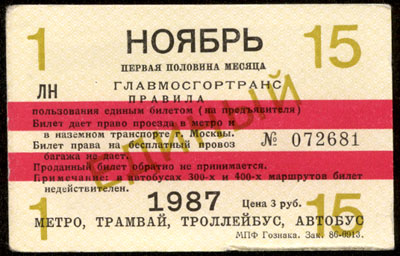 1 НОЯБРЬ 15
ПЕРВАЯ ПОЛОВИНА МЕСЯЦА
ЛН ГЛАВМОСГОРТРАНС
ПРАВИЛА
пользования единым билетом (на предъявителя)
Билет дает право проезда в метро и
в наземном транспорте г. Москвы.
Билет права на бесплатный провоз
багажа не дает.
№ 072681
Проданный билет обратно не принимается.
Примечание: в автобусах 300-х и 400-х маршрутов билет
недействителен.
ЕДИНЫЙ
1 1987 Цена 3 руб. 15
МЕТРО, ТРАМВАЙ, ТРОЛЛЕЙБУС, АВТОБУС
МПФ Гознака. Зак. 80-0913.